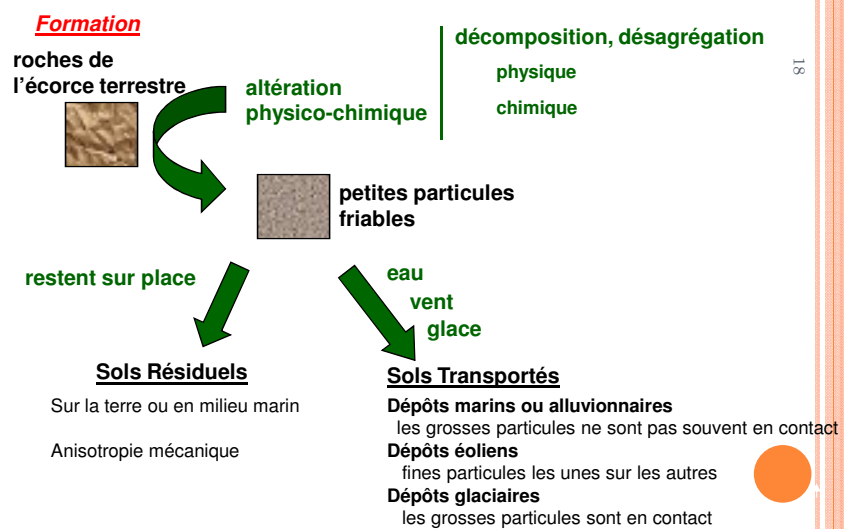 Formation
roches de
l'écorce terrestre
altération
physico-chimique
décomposition, désagrégation
physique
chimique
18
petites particules
friables
restent sur place
eau
vent
glace
Sols Résiduels
Sur la terre ou en milieu marin
Anisotropie mécanique
Sols Transportés
Dépôts marins ou alluvionnaires
les grosses particules ne sont pas souvent en contact
Dépôts éoliens
fines particules les unes sur les autres
Dépôts glaciaires
les grosses particules sont en contact